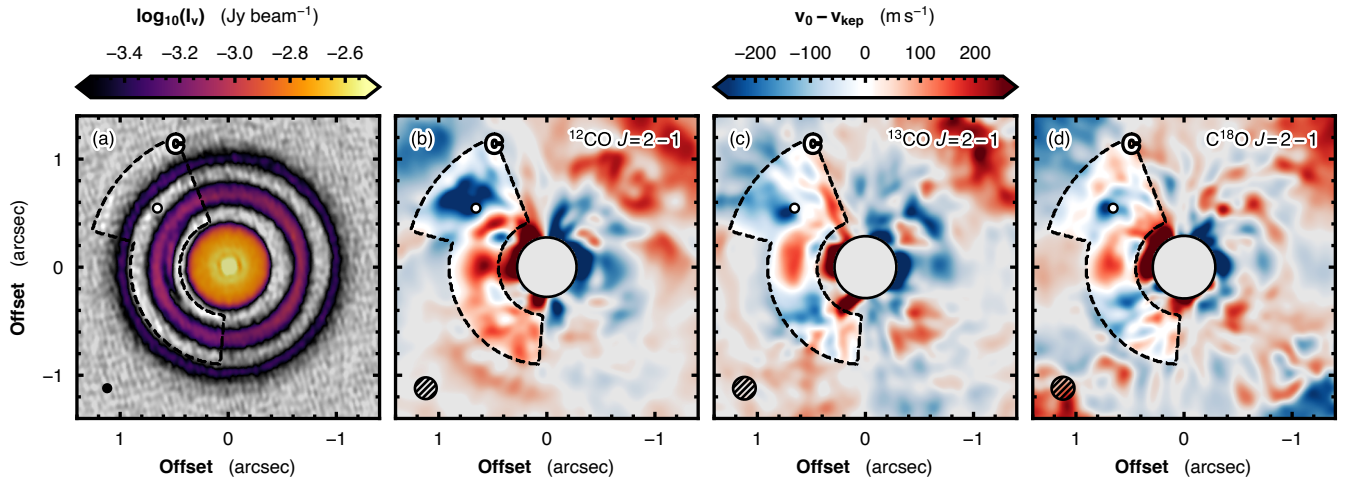 log₁₀(Iᵥ) (Jy beam⁻¹)
v₀ – vₖₑₚ (m s⁻¹)
−3.4 −3.2 −3.0 −2.8 −2.6
−200 −100 0 100 200
(a) (b) ¹²CO J=2−1 (c) ¹³CO J=2−1 (d) C¹⁸O J=2−1
C C C C
Offset (arcsec)
1
0
−1
1 0 −1 1 0 −1 1 0 −1 1 0 −1
Offset (arcsec) Offset (arcsec) Offset (arcsec) Offset (arcsec)